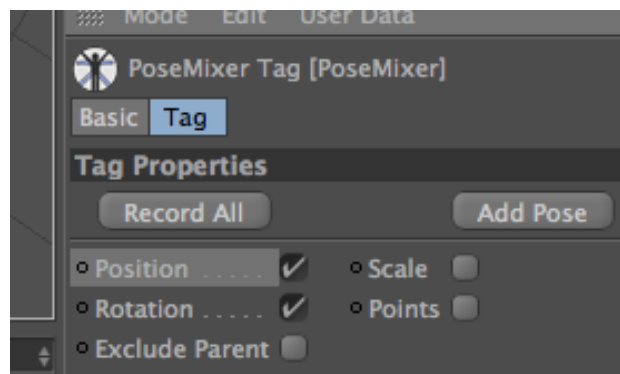 Mode Edit User Data
PoseMixer Tag [PoseMixer]
Basic Tag
Tag Properties
Record All Add Pose
Position ..... Scale
Rotation ..... Points
Exclude Parent